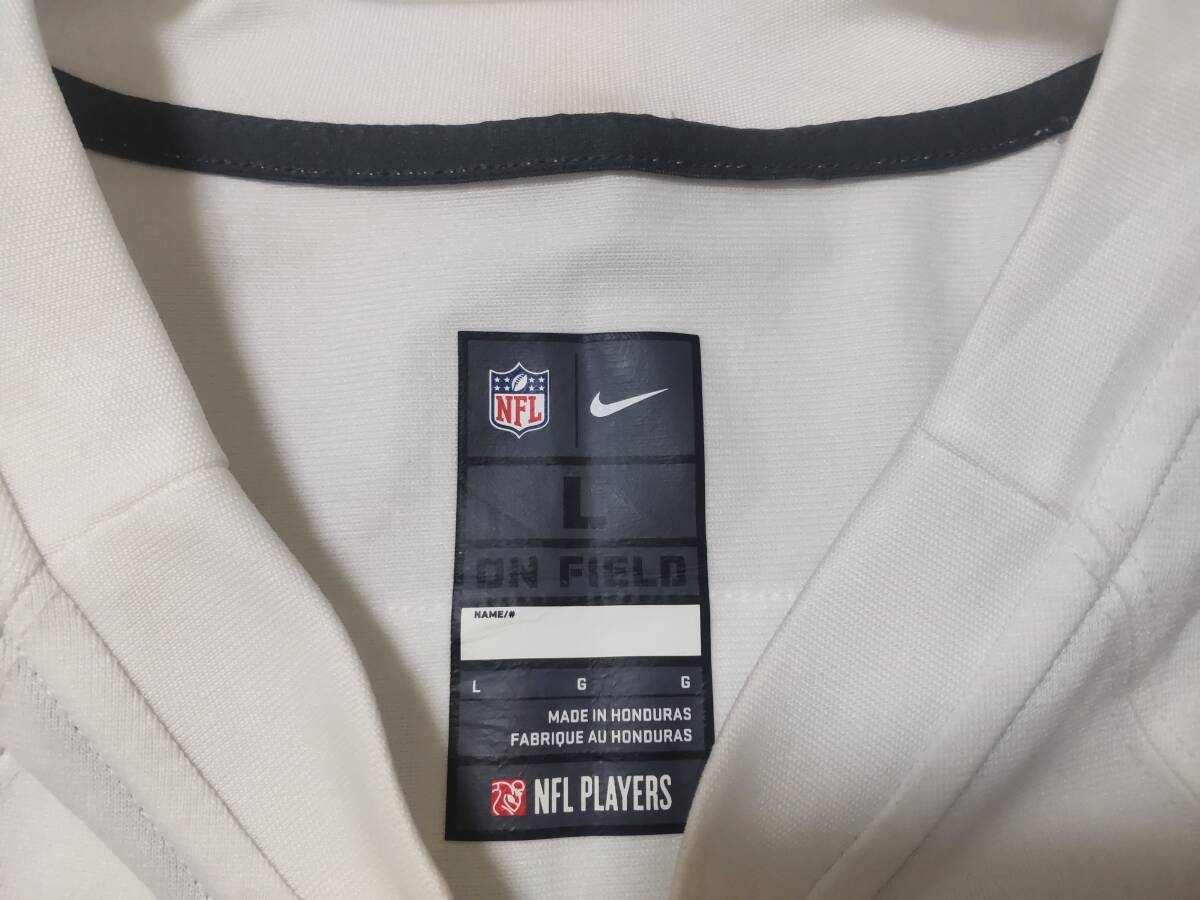 NFL
L
ON FIELD
NAME/#
L G G
MADE IN HONDURAS
FABRIQUE AU HONDURAS
NFL PLAYERS